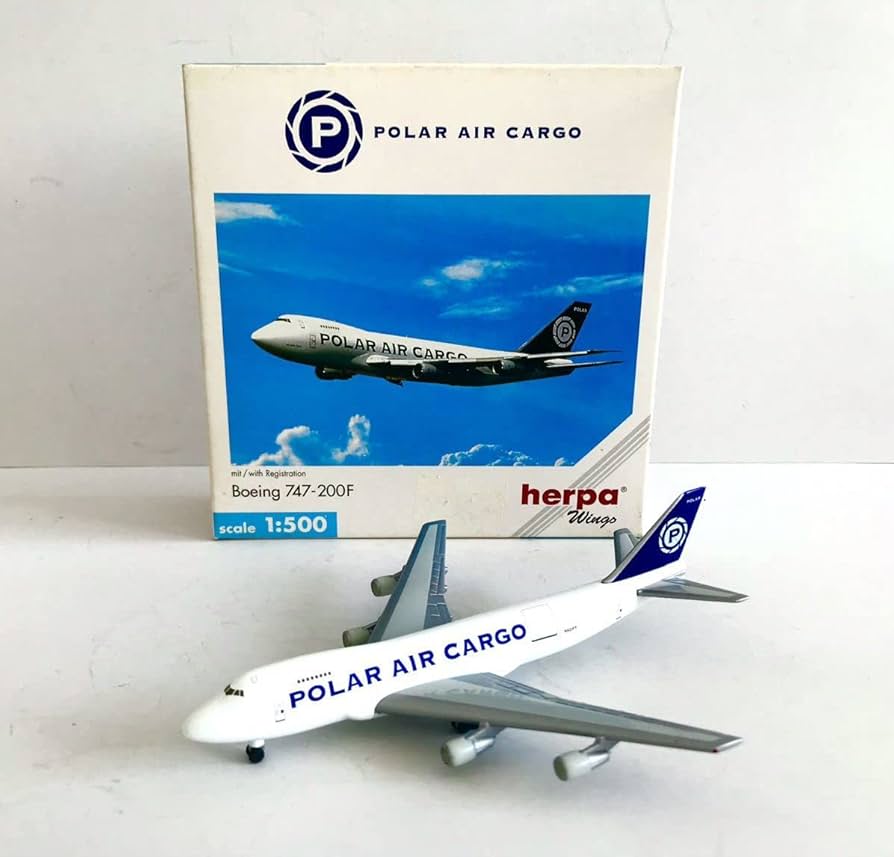 P POLAR AIR CARGO
POLAR
P
POLAR AIR CARGO
mit / with Registration
Boeing 747-200F
herpa®
Wings
scale 1:500
POLAR
P
POLAR AIR CARGO